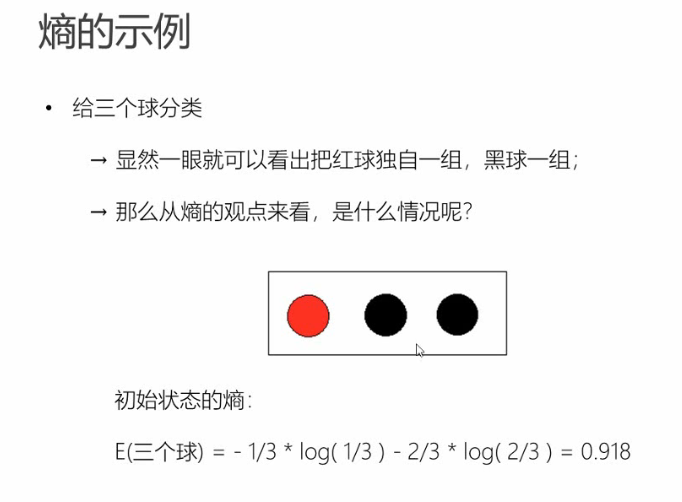 熵的示例
• 给三个球分类
→ 显然一眼就可以看出把红球独自一组，黑球一组；
→ 那么从熵的观点来看，是什么情况呢？
初始状态的熵：
E(三个球) = - 1/3 * log( 1/3 ) - 2/3 * log( 2/3 ) = 0.918